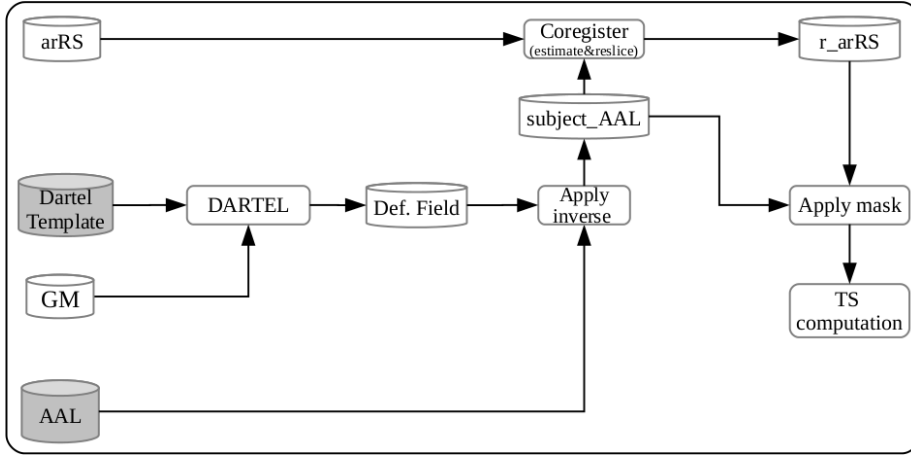 arRS
Coregister
(estimate&reslice)
r_arRS
subject_AAL
Dartel
Template
DARTEL
Def. Field
Apply
inverse
Apply mask
GM
TS
computation
AAL